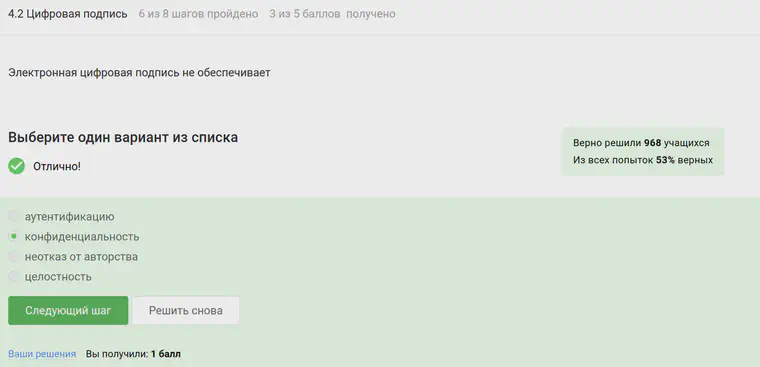 4.2 Цифровая подпись 6 из 8 шагов пройдено 3 из 5 баллов получено
Электронная цифровая подпись не обеспечивает
Выберите один вариант из списка
Отлично!
Верно решили 968 учащихся
Из всех попыток 53% верных
аутентификацию
конфиденциальность
неотказ от авторства
целостность
Следующий шаг Решить снова
Ваши решения Вы получили: 1 балл